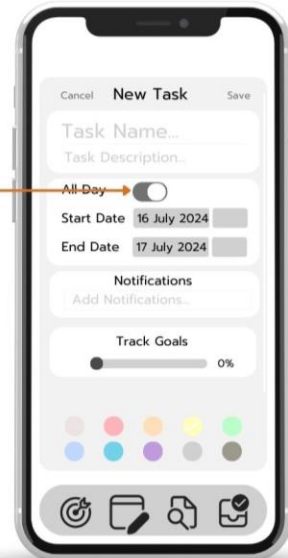 Cancel New Task Save
Task Name...
Task Description...
All-Day
Start Date 16 July 2024
End Date 17 July 2024
Notifications
Add Notifications...
Track Goals
0%